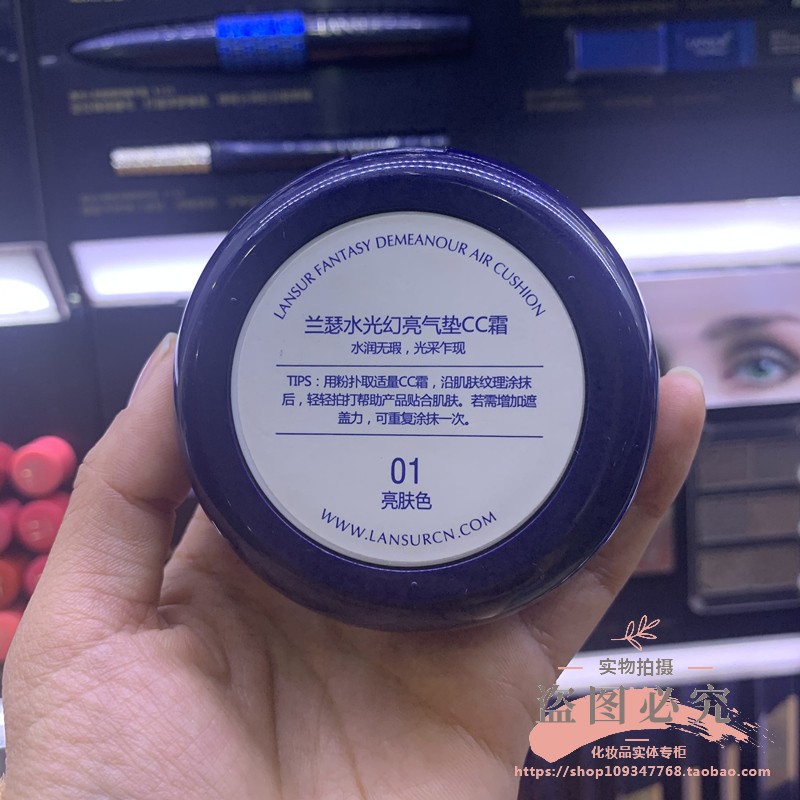 LANSUR FANTASY DEMEANOUR AIR CUSHION
兰瑟水光幻亮气垫CC霜
水润无瑕，光采乍现
TIPS：用粉扑取适量CC霜，沿肌肤纹理涂抹
后，轻轻拍打帮助产品贴合肌肤。若需增加遮
盖力，可重复涂抹一次。
01
亮肤色
WWW.LANSURCN.COM
实物拍摄
盗图必究
化妆品实体专柜
https://shop109347768.taobao.com